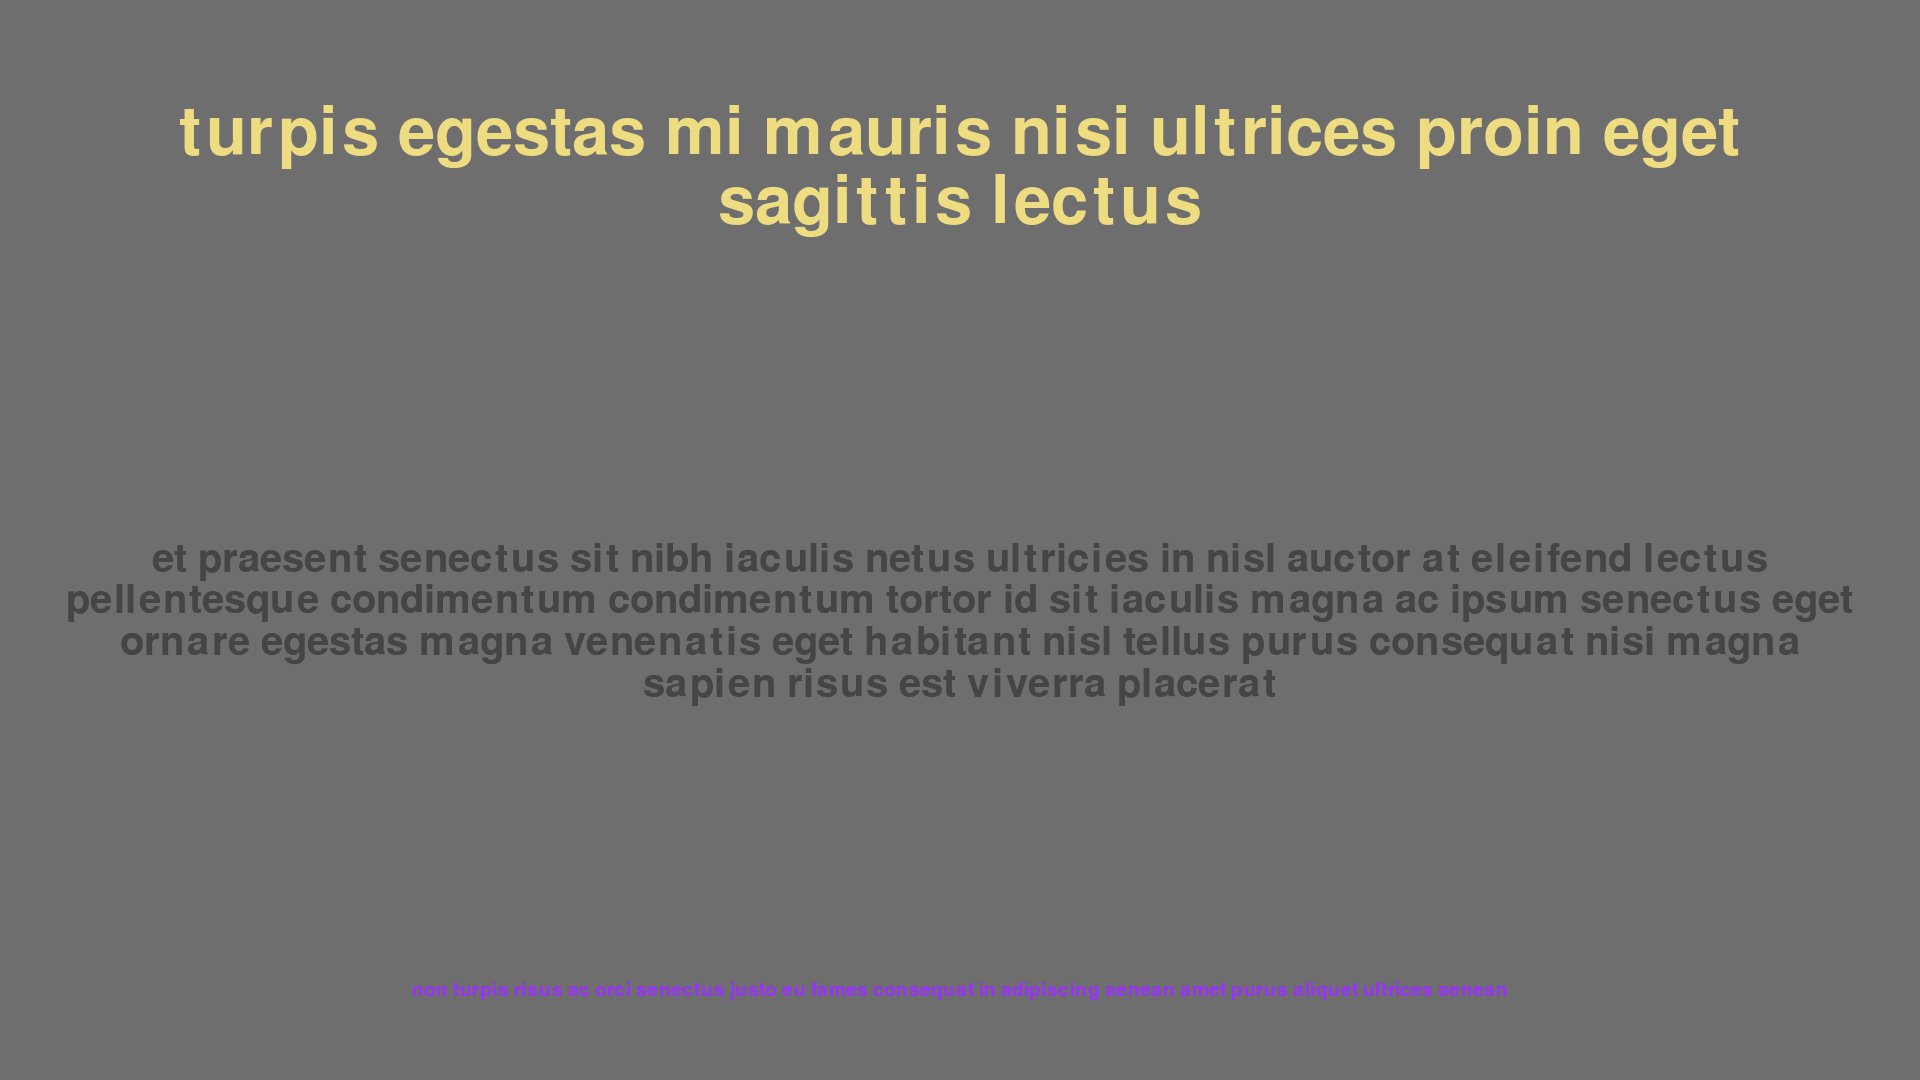 turpis egestas mi mauris nisi ultrices proin eget
sagittis lectus
et praesent senectus sit nibh iaculis netus ultricies in nisl auctor at eleifend lectus
pellentesque condimentum condimentum tortor id sit iaculis magna ac ipsum senectus eget
ornare egestas magna venenatis eget habitant nisl tellus purus consequat nisi magna
sapien risus est viverra placerat
non turpis risus ac orci senectus justo eu fames consequat in adipiscing aenean amet purus aliquet ultrices aenean